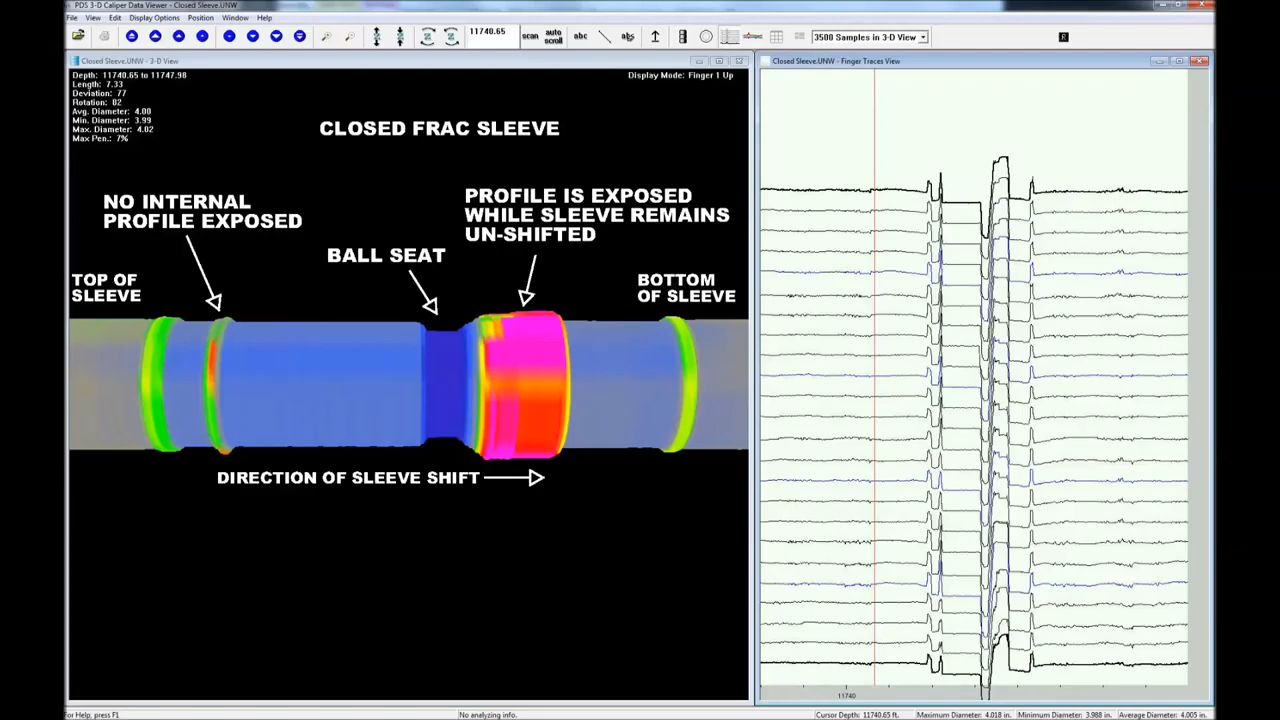 PDS 3-D Caliper Data Viewer - Closed Sleeve.UNW
File View Edit Display Options Position Window Help
11740.65 scan auto scroll abc abc 3500 Samples in 3-D View R
Closed Sleeve.UNW - 3-D View
Depth: 11740.65 to 11747.98
Length: 7.33
Deviation: 77
Rotation: 82
Avg. Diameter: 4.00
Min. Diameter: 3.99
Max. Diameter: 4.02
Max Pen.: 7%
Display Mode: Finger 1 Up
CLOSED FRAC SLEEVE
NO INTERNAL
PROFILE EXPOSED
PROFILE IS EXPOSED
WHILE SLEEVE REMAINS
UN-SHIFTED
BALL SEAT
TOP OF
SLEEVE
BOTTOM
OF SLEEVE
DIRECTION OF SLEEVE SHIFT
Closed Sleeve.UNW - Finger Traces View
11740
For Help, press F1
No analyzing info.
Cursor Depth: 11740.65 ft.
Maximum Diameter: 4.018 in.
Minimum Diameter: 3.988 in.
Average Diameter: 4.005 in.